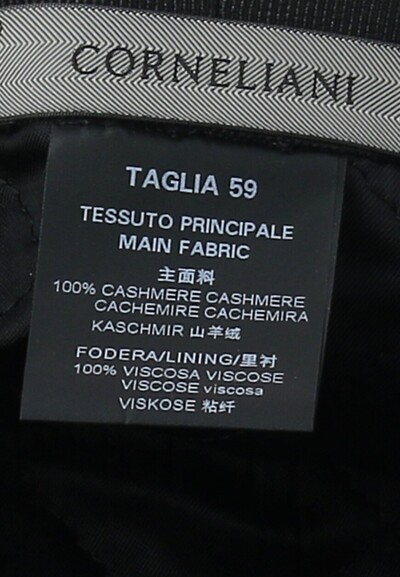 CORNELIANI
TAGLIA 59
TESSUTO PRINCIPALE
MAIN FABRIC
主面料
100% CASHMERE CASHMERE
CACHEMIRE CACHEMIRA
KASCHMIR 山羊绒
FODERA/LINING/里衬
100% VISCOSA VISCOSE
VISCOSE viscosa
VISKOSE 粘纤